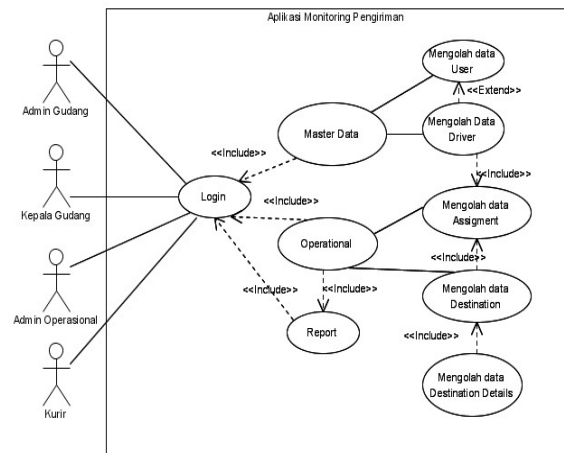 Aplikasi Monitoring Pengiriman
Mengolah data
User
<<Extend>>
Admin Gudang
Master Data
Mengolah Data
Driver
<<Include>>
<<Include>>
Login
<<Include>>
Kepala Gudang
Mengolah data
Assigment
Operational
<<Include>>
<<Include>>
<<Include>>
Mengolah data
Destination
Admin Operasional
Report
<<Include>>
Mengolah data
Destination Details
Kurir